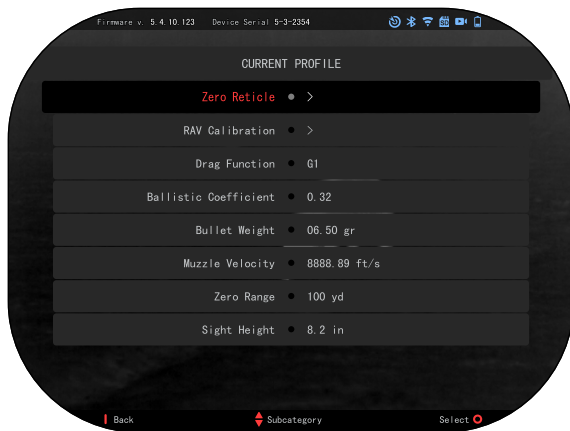 Firmware v. 5.4.10.123 Device Serial 5-3-2354
CURRENT PROFILE
Zero Reticle >
RAV Calibration >
Drag Function G1
Ballistic Coefficient 0.32
Bullet Weight 06.50 gr
Muzzle Velocity 8888.89 ft/s
Zero Range 100 yd
Sight Height 8.2 in
Back Subcategory Select